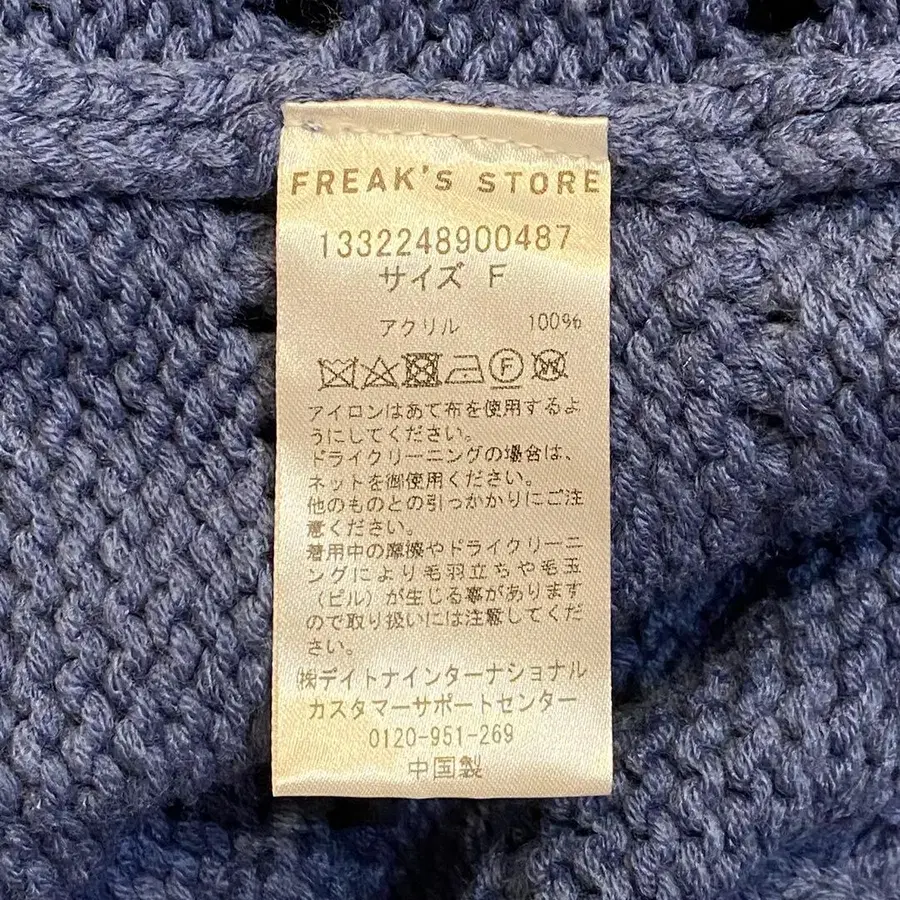 FREAK'S STORE
1332248900487
サイズ F
アクリル 100%
F
アイロンはあて布を使用するよ
うにしてください。
ドライクリーニングの場合は、
ネットを御使用ください。
他のものとの引っかかりにご注
意ください。
着用中の摩擦やドライクリーニ
ングにより毛羽立ちや毛玉
（ピル）が生じる事があります
ので取り扱いには注意してくだ
さい。
㈱デイトナインターナショナル
カスタマーサポートセンター
0120-951-269
中国製